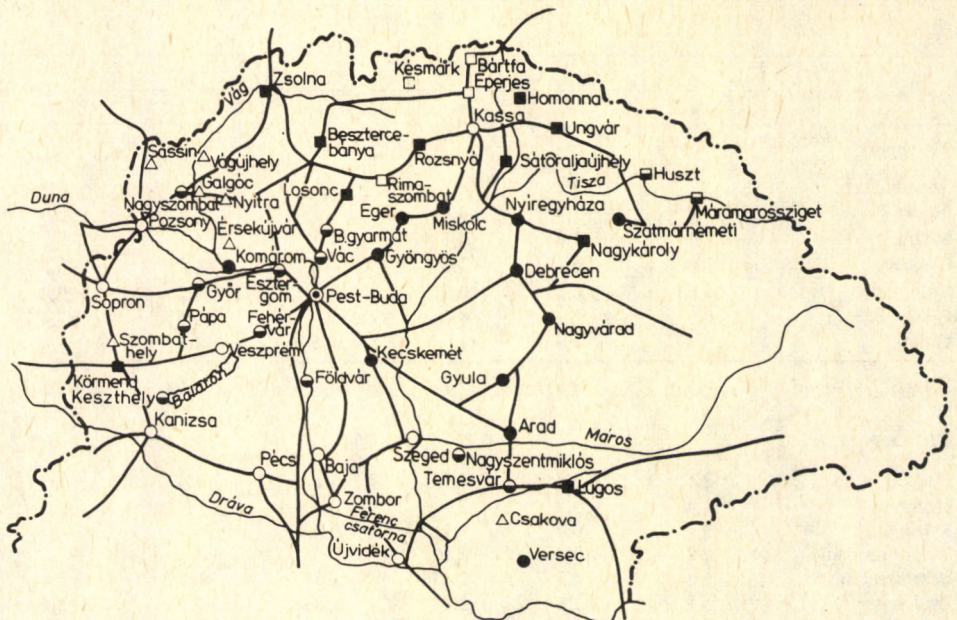 Zsolna
Késmárk
Bártfa
Eperjes
Homonna
Vág
Kassa
Ungvár
Beszterce-
bánya
Rozsnyó
Sassin
Vágújhely
Galgóc
Sátoraljaújhely
Huszt
Tisza
Losonc
Rima-
szombat
Duna
Nagyszombat
Nyitra
Máramarossziget
Pozsony
Érsekújvár
Eger
Miskolc
Nyiregyháza
Szatmárnémeti
B.gyarmat
Komárom
Vác
Gyöngyös
Nagykároly
Sopron
Győr
Eszter-
gom
Pest-Buda
Debrecen
Pápa
Fehér-
vár
Nagyvárad
Szombat-
hely
Veszprém
Kecskemét
Körmend
Keszthely
Balaton
Földvár
Gyula
Kanizsa
Arad
Máros
Szeged
Nagyszentmiklós
Pécs
Baja
Temesvár
Lugos
Dráva
Zombor
Ferenc
csatorna
Csakova
Újvidék
Versec